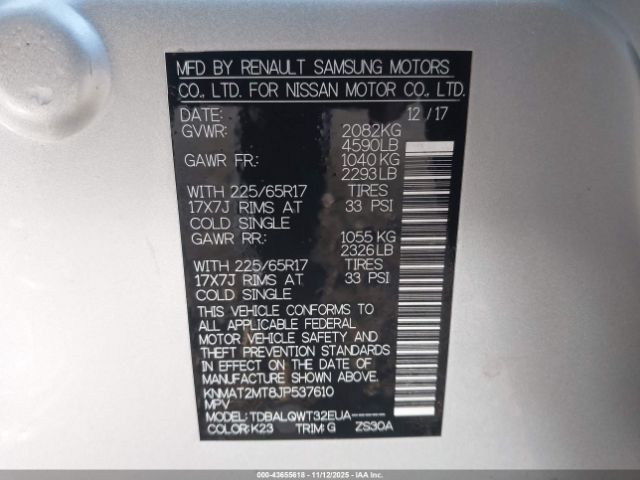 MFD BY RENAULT SAMSUNG MOTORS
CO., LTD. FOR NISSAN MOTOR CO., LTD.
DATE: 12 / 17
GVWR: 2082KG
4590LB
GAWR FR: 1040 KG
2293 LB
WITH 225/65R17 TIRES
17X7J RIMS AT 33 PSI
COLD SINGLE
GAWR RR: 1055 KG
2326 LB
WITH 225/65R17 TIRES
17X7J RIMS AT 33 PSI
COLD SINGLE
THIS VEHICLE CONFORMS TO
ALL APPLICABLE FEDERAL
MOTOR VEHICLE SAFETY AND
THEFT PREVENTION STANDARDS
IN EFFECT ON THE DATE OF
MANUFACTURE SHOWN ABOVE.
KNMAT2MT8JP537610
MPV
MODEL: TDBALQWT32EUA-----
COLOR: K23 TRIM: G ZS30A
000-43655618 - 11/12/2025 - IAA Inc.